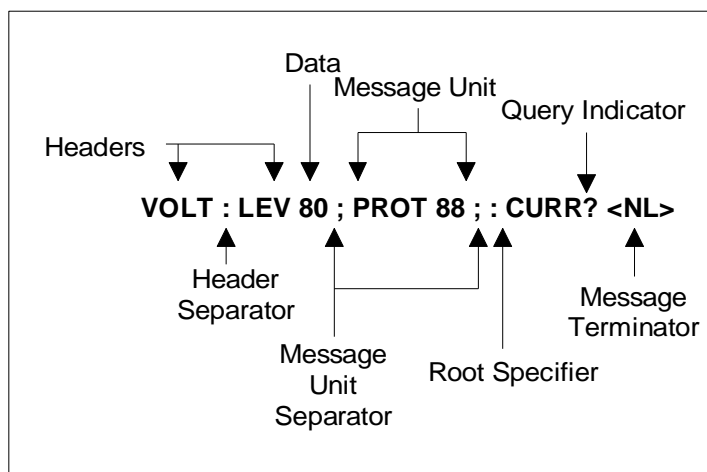 Data
Message Unit
Query Indicator
Headers
VOLT : LEV 80 ; PROT 88 ; : CURR? <NL>
Header
Separator
Message
Unit
Separator
Root Specifier
Message
Terminator